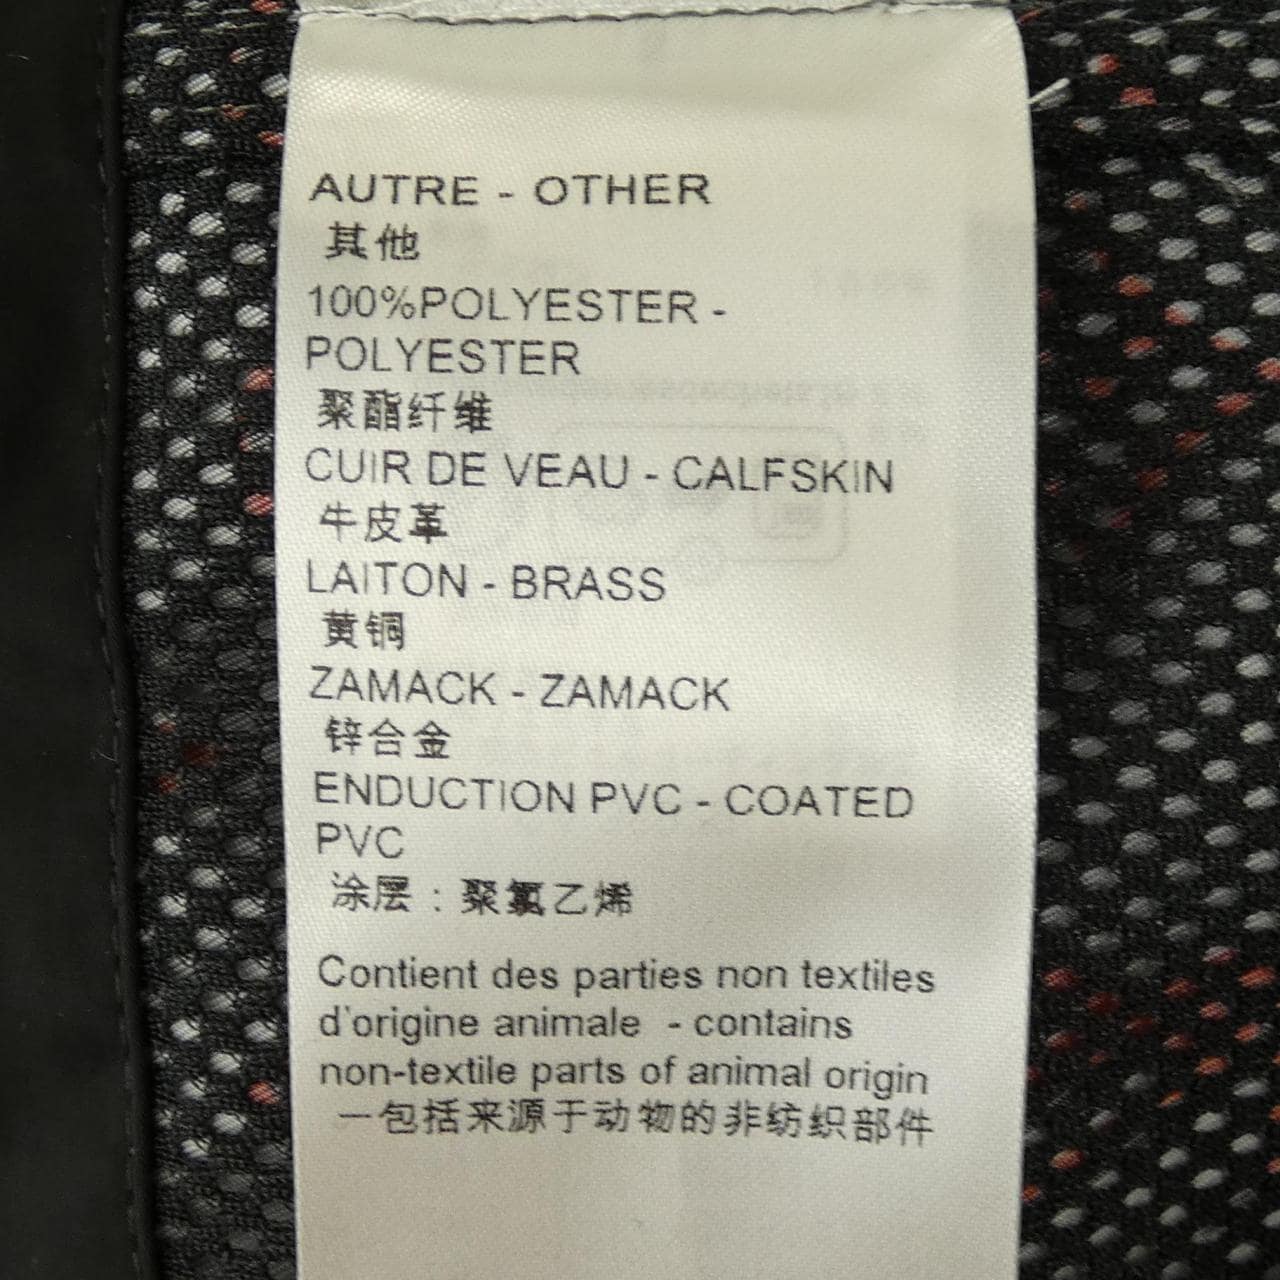 AUTRE - OTHER
其他
100%POLYESTER -
POLYESTER
聚酯纤维
CUIR DE VEAU - CALFSKIN
牛皮革
LAITON - BRASS
黄铜
ZAMACK - ZAMACK
锌合金
ENDUCTION PVC - COATED
PVC
涂层：聚氯乙烯
Contient des parties non textiles
d'origine animale - contains
non-textile parts of animal origin
一包括来源于动物的非纺织部件